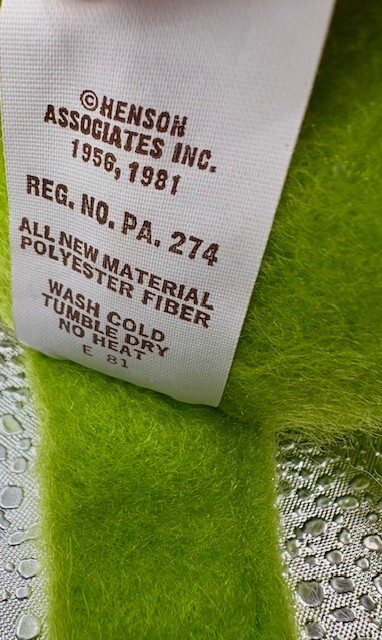 ©HENSON
ASSOCIATES INC.
1956, 1981
REG. NO. PA. 274
ALL NEW MATERIAL
POLYESTER FIBER
WASH COLD
TUMBLE DRY
NO HEAT
E 81